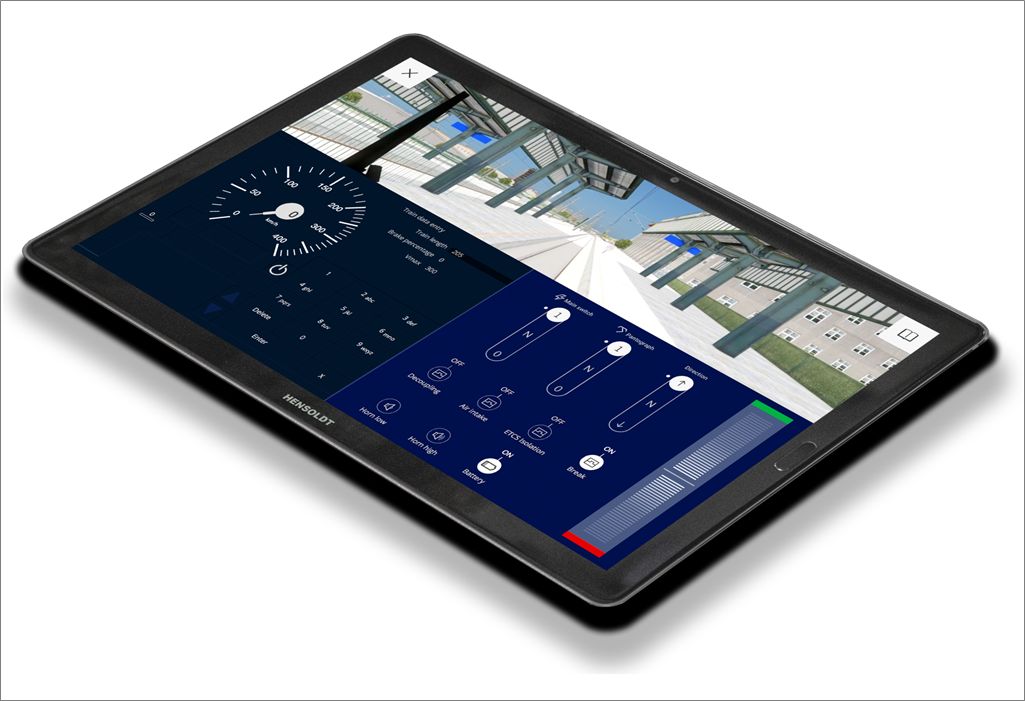 0
50
100
150
200
300
400
0
km/h
0
Train data entry
Train length 205
Brake percentage 0
Vmax 300
1
2 abc
3 def
4 ghi
5 jkl
6 mno
7 pqrs
8 tuv
9 wxyz
Delete
0
Enter
x
Main switch
Pantograph
Direction
1
N
0
1
N
0
N
OFF
Decoupling
OFF
Air intake
OFF
ETCS Isolation
ON
Break
Horn low
Horn high
ON
Battery
HENSOLDT